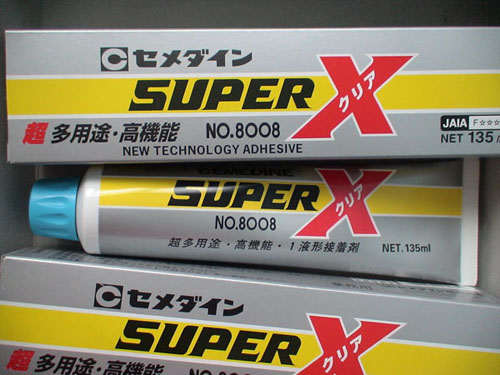 セメダイン
SUPER X
クリア
超 多用途・高機能 NO.8008
NEW TECHNOLOGY ADHESIVE
JAIA F☆☆☆
NET 135
CEMEDINE
SUPER X
クリア
NO.8008
超多用途・高機能・1液形接着剤
NET.135ml
セメダイン
SUPER X
クリア
超 多用途・高機能